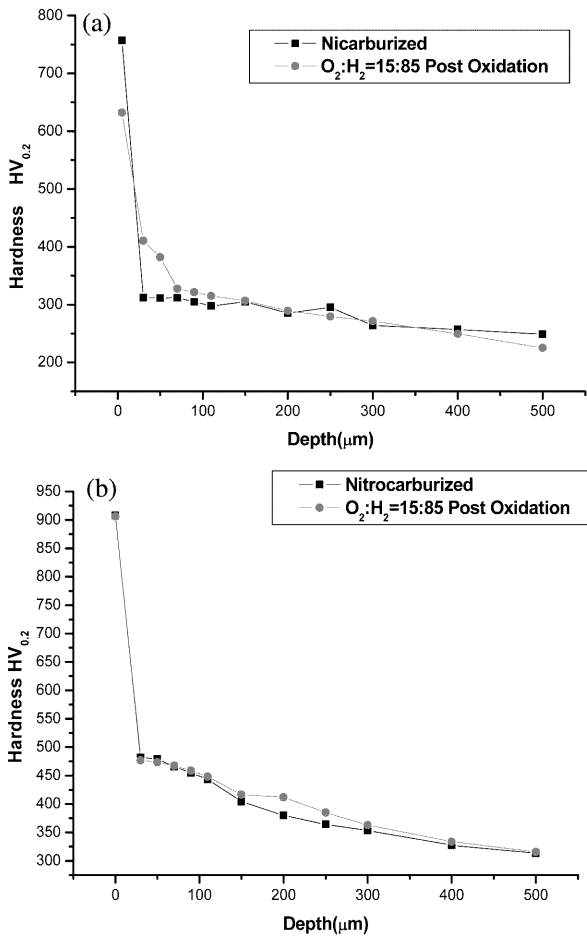 (a)
Nicarburized
O2:H2=15:85 Post Oxidation
800
700
600
500
400
300
200
Hardness HV0.2
0 100 200 300 400 500
Depth(μm)
(b)
Nitrocarburized
O2:H2=15:85 Post Oxidation
950
900
850
800
750
700
650
600
550
500
450
400
350
300
Hardness HV0.2
0 100 200 300 400 500
Depth(μm)